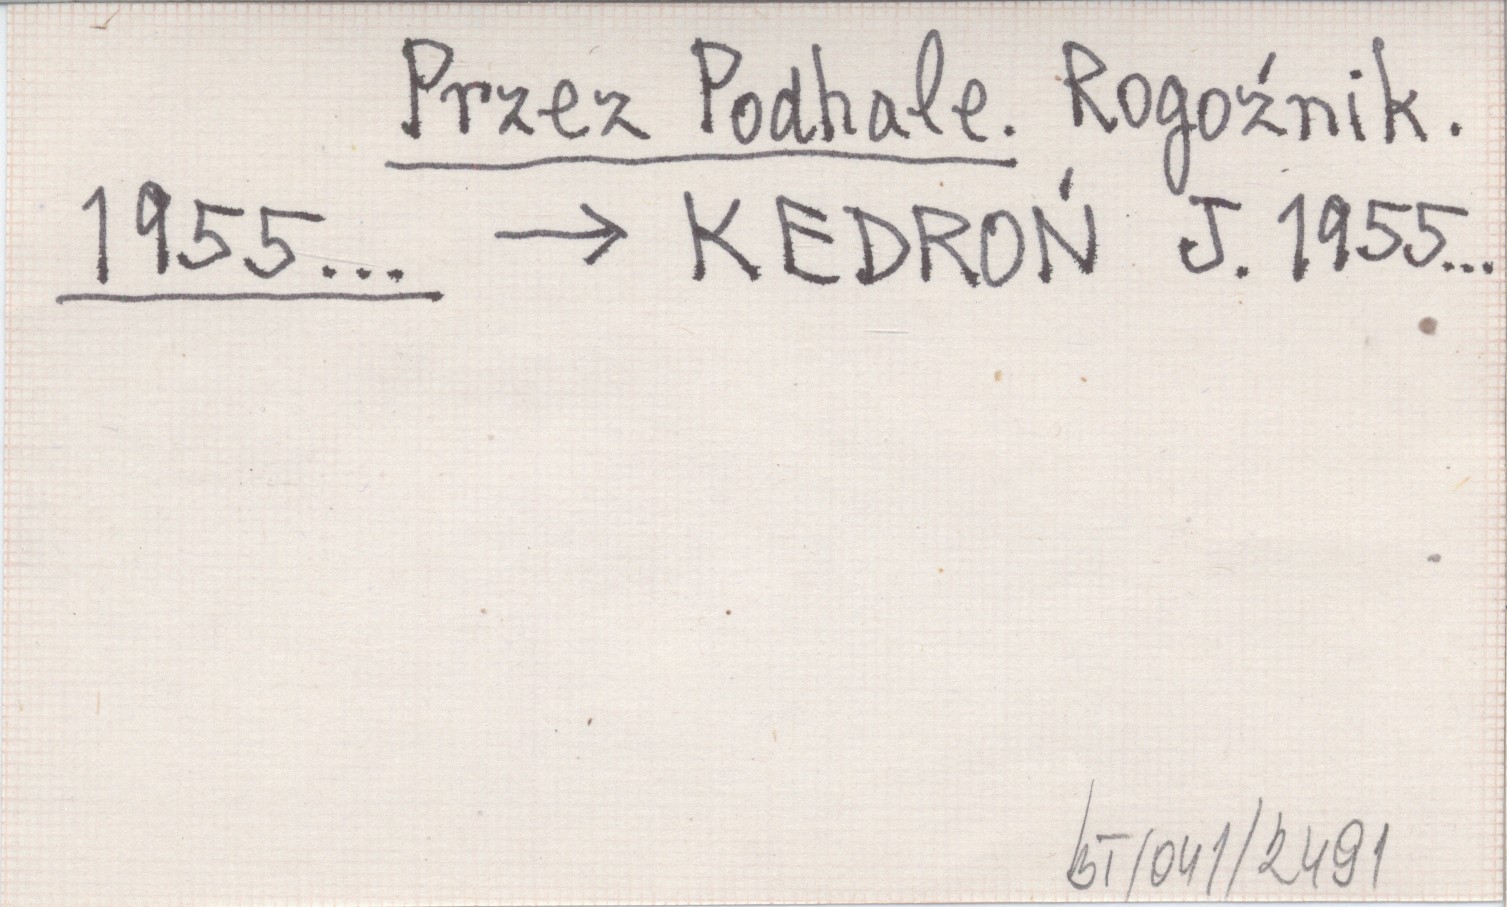 Przez Podhale. Rogoźnik.
1955... → KEDROŃ J. 1955...
BT/041/2491